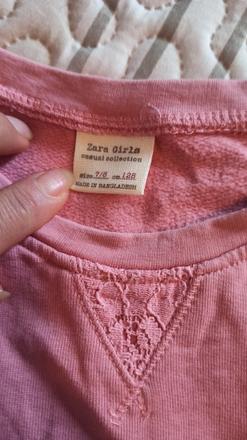 Zara Girls
casual collection
size 7/8 cm 128
MADE IN BANGLADESH